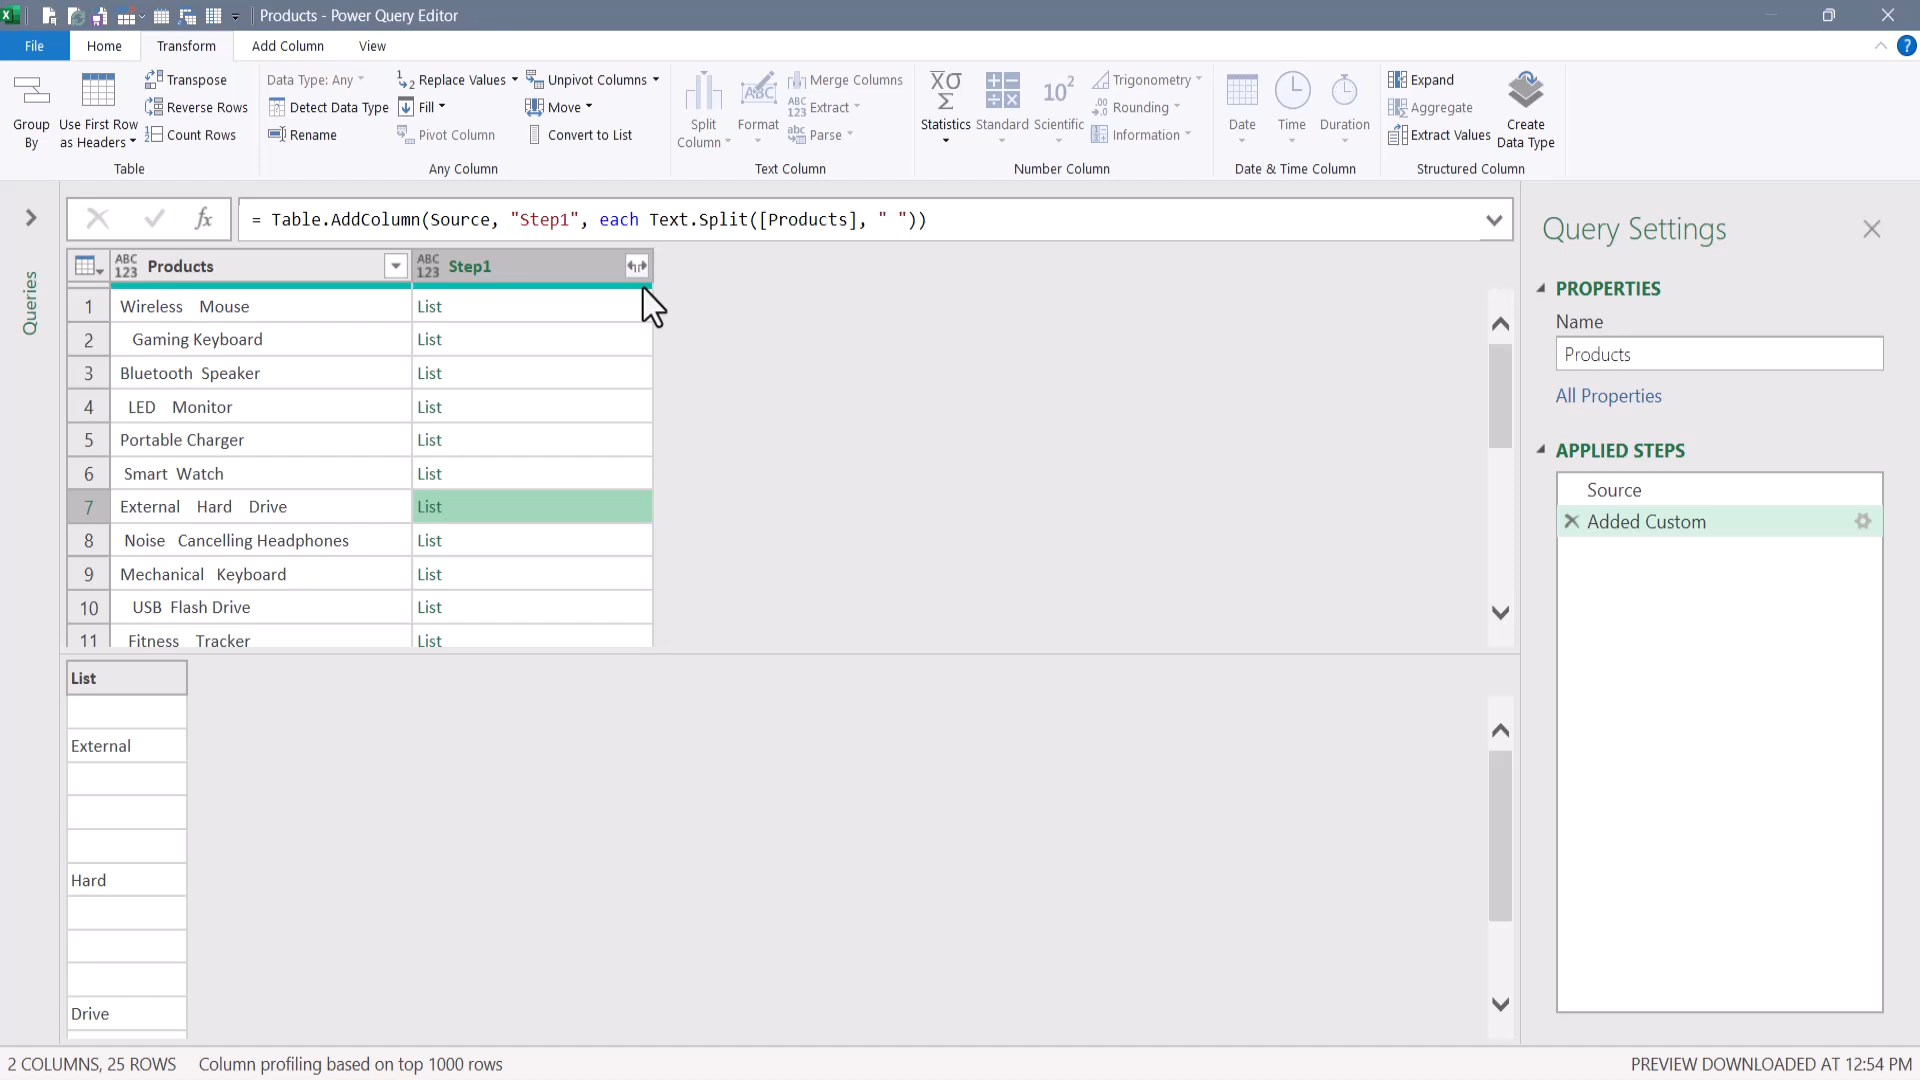 Products - Power Query Editor
File Home Transform Add Column View
Group By
Use First Row as Headers
Transpose
Reverse Rows
Count Rows
Table
Data Type: Any
Detect Data Type
Rename
Replace Values
Fill
Pivot Column
Unpivot Columns
Move
Convert to List
Any Column
Split Column
Format
Merge Columns
Extract
Parse
Text Column
Statistics
Standard
Scientific
Trigonometry
Rounding
Information
Number Column
Date
Time
Duration
Date & Time Column
Expand
Aggregate
Extract Values
Create Data Type
Structured Column
Queries
fx = Table.AddColumn(Source, "Step1", each Text.Split([Products], " "))
ABC 123 Products ABC 123 Step1
1 Wireless    Mouse List
2 Gaming Keyboard List
3 Bluetooth  Speaker List
4 LED    Monitor List
5 Portable Charger List
6 Smart  Watch List
7 External    Hard    Drive List
8 Noise   Cancelling Headphones List
9 Mechanical   Keyboard List
10 USB  Flash Drive List
11 Fitness    Tracker List
List
External
Hard
Drive
Query Settings
PROPERTIES
Name
Products
All Properties
APPLIED STEPS
Source
Added Custom
2 COLUMNS, 25 ROWS Column profiling based on top 1000 rows PREVIEW DOWNLOADED AT 12:54 PM